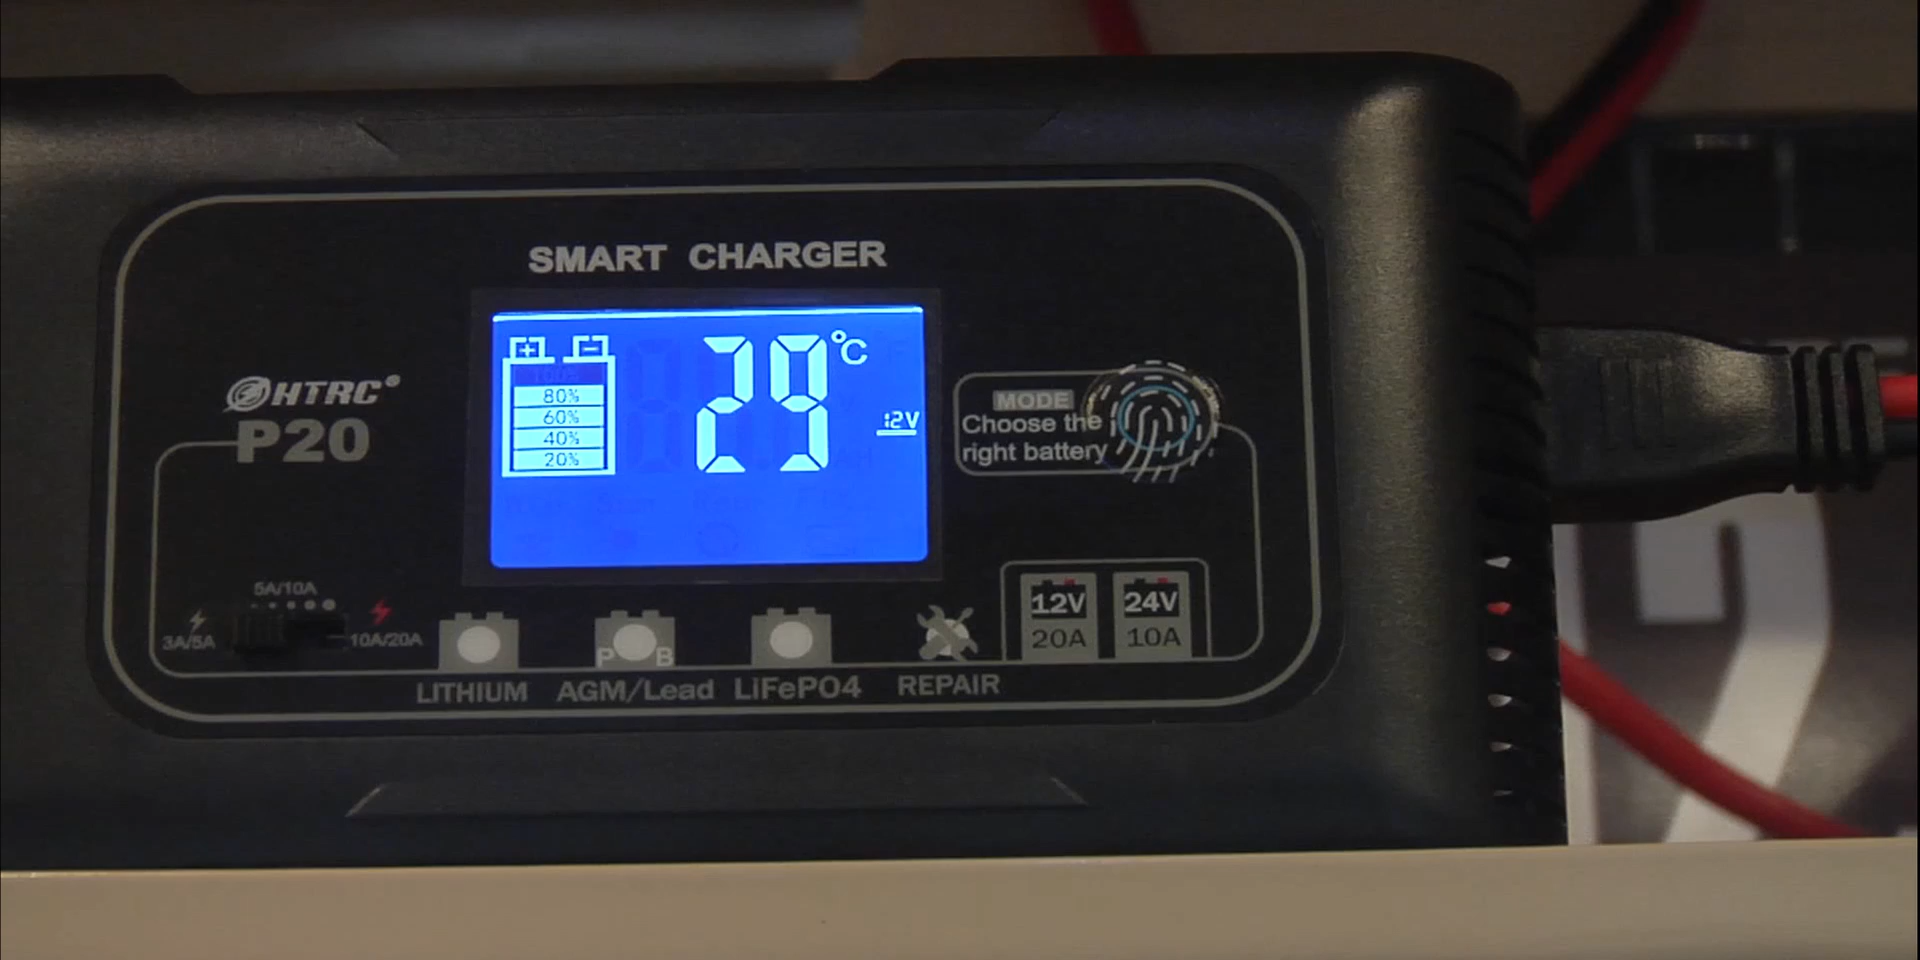 SMART CHARGER
HTRC®
P20
100%
80%
60%
40%
20%
29°C
12V
MODE
Choose the
right battery
5A/10A
3A/5A
10A/20A
12V
20A
24V
10A
P B
LITHIUM
AGM/Lead
LiFePO4
REPAIR